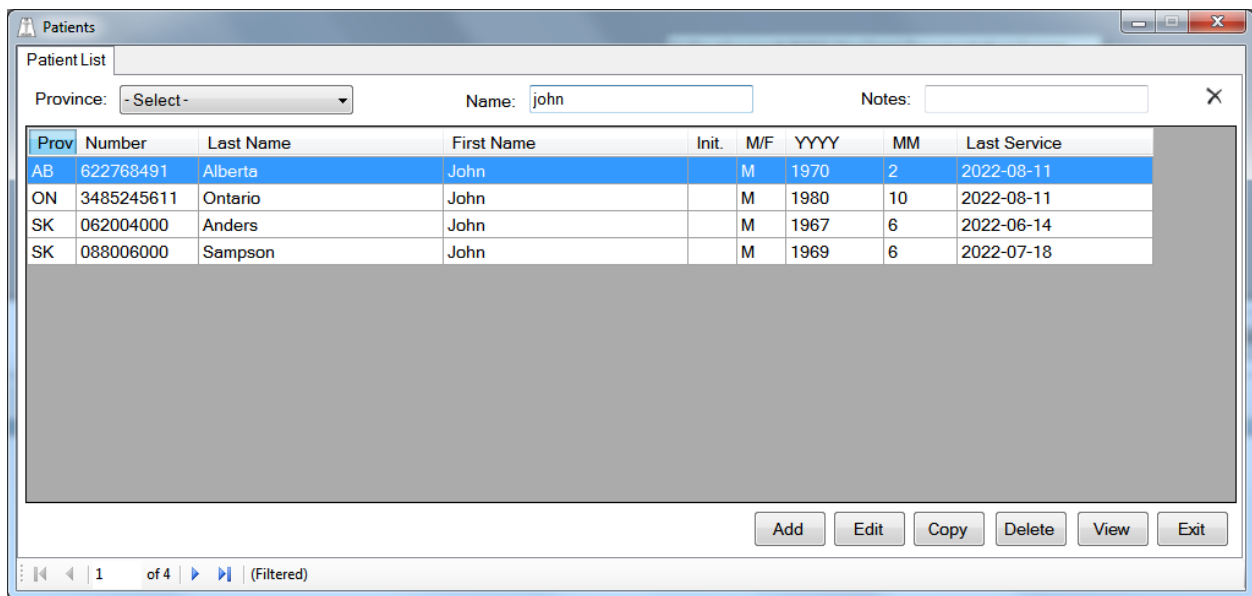 Patients
Patient List
Province: - Select - Name: john Notes:
Prov Number Last Name First Name Init. M/F YYYY MM Last Service
AB 622768491 Alberta John M 1970 2 2022-08-11
ON 3485245611 Ontario John M 1980 10 2022-08-11
SK 062004000 Anders John M 1967 6 2022-06-14
SK 088006000 Sampson John M 1969 6 2022-07-18
Add Edit Copy Delete View Exit
1 of 4 (Filtered)